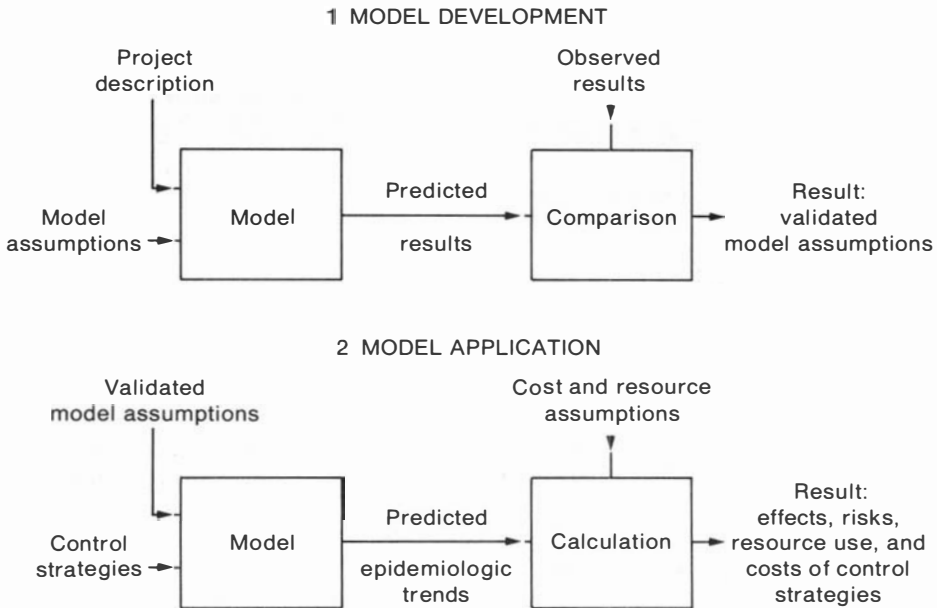 1 MODEL DEVELOPMENT
Project
description
Observed
results
Model
assumptions
Model
Predicted
results
Comparison
Result:
validated
model assumptions
2 MODEL APPLICATION
Validated
model assumptions
Cost and resource
assumptions
Control
strategies
Model
Predicted
epidemiologic
trends
Calculation
Result:
effects, risks,
resource use, and
costs of control
strategies